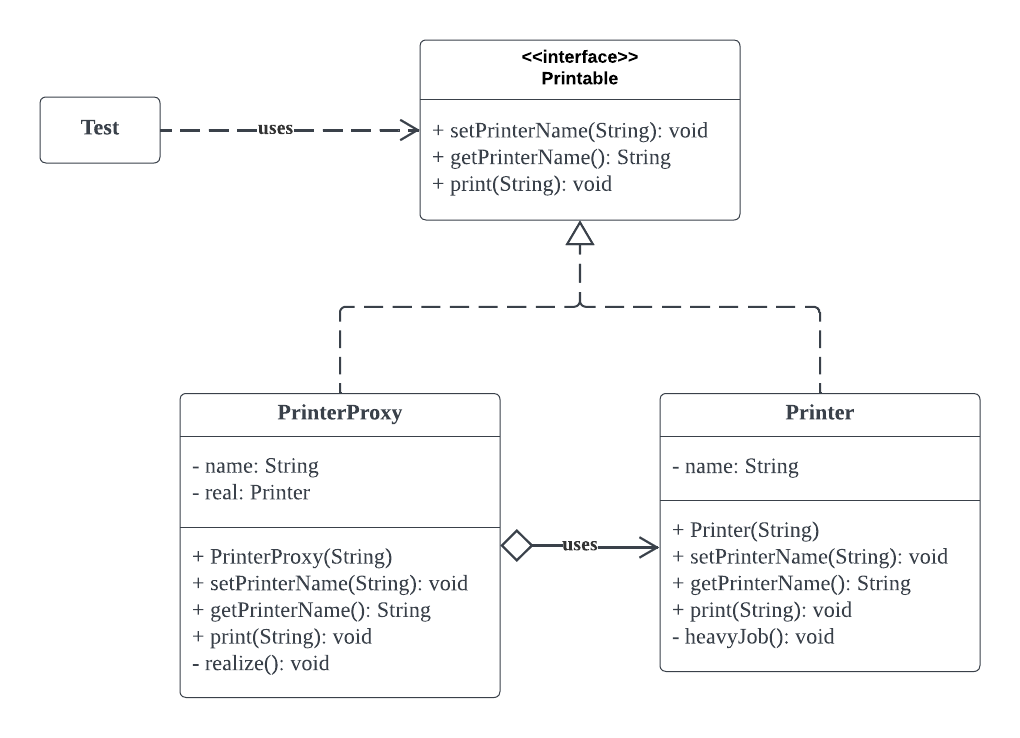 <<interface>>
Printable
Test
uses
+ setPrinterName(String): void
+ getPrinterName(): String
+ print(String): void
PrinterProxy
- name: String
- real: Printer
+ PrinterProxy(String)
+ setPrinterName(String): void
+ getPrinterName(): String
+ print(String): void
- realize(): void
uses
Printer
- name: String
+ Printer(String)
+ setPrinterName(String): void
+ getPrinterName(): String
+ print(String): void
- heavyJob(): void